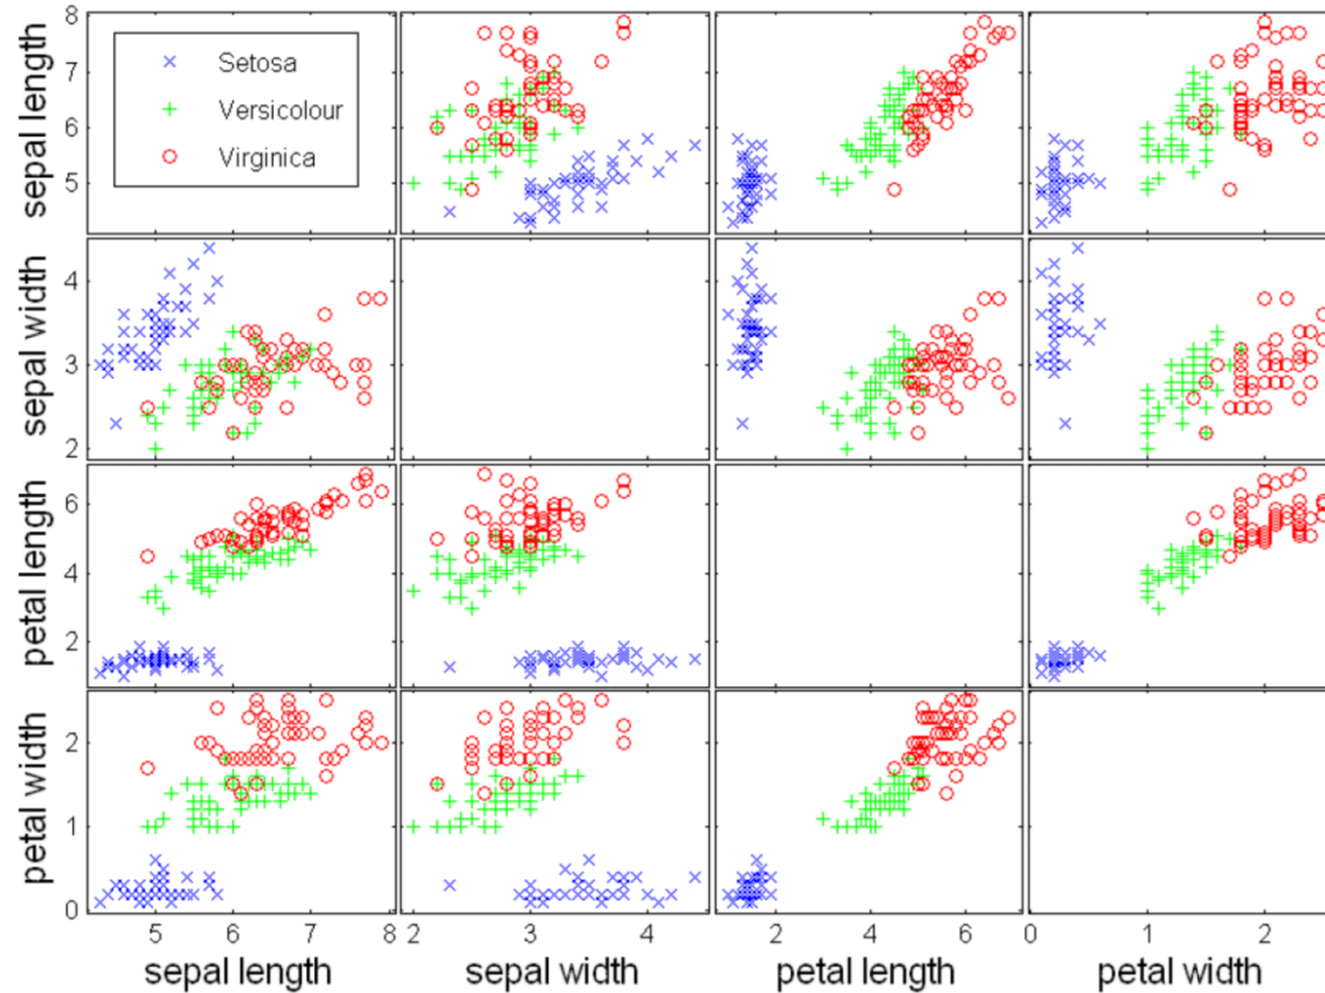 sepal length
8
7
6
5
Setosa
Versicolour
Virginica
sepal width
4
3
2
petal length
6
4
2
petal width
2
1
0
5 6 7 8 2 3 4 2 4 6 0 1 2
sepal length sepal width petal length petal width